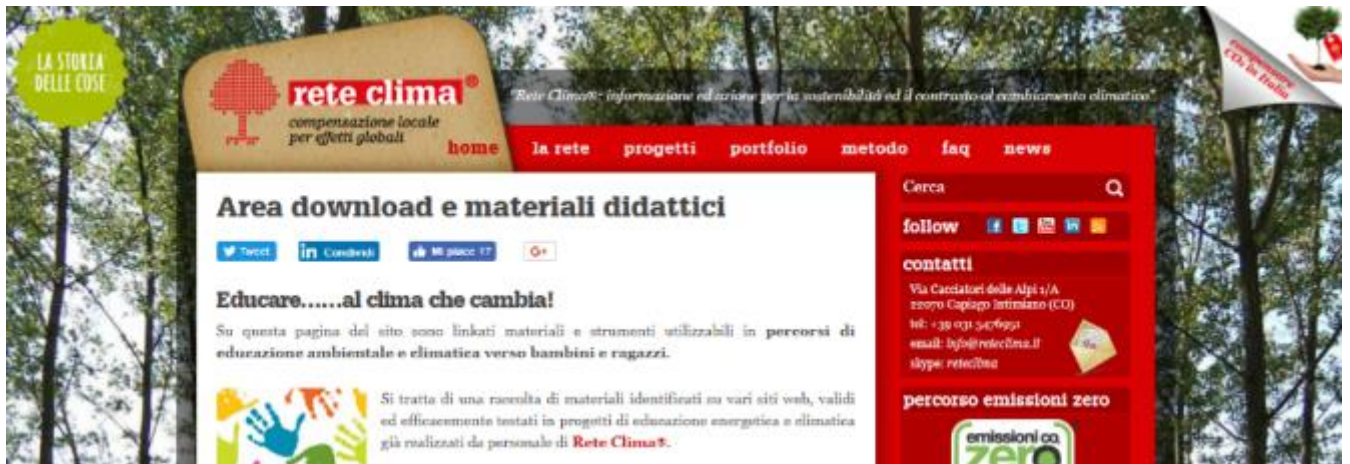 LA STORIA
DELLE COSE
rete clima®
compensazione locale
per effetti globali
"Rete Clima®: informazione ed azione per la sostenibilità ed il contrasto al cambiamento climatico"
compensare
CO₂ in Italia
home la rete progetti portfolio metodo faq news
Area download e materiali didattici
Tweet Condividi Mi piace 17 G+
Educare......al clima che cambia!
Su questa pagina del sito sono linkati materiali e strumenti utilizzabili in percorsi di
educazione ambientale e climatica verso bambini e ragazzi.
Si tratta di una raccolta di materiali identificati su vari siti web, validi
ed efficacemente testati in progetti di educazione energetica e climatica
già realizzati da personale di Rete Clima®.
Cerca
follow
contatti
Via Cacciatori delle Alpi 1/A
22070 Capiago Intimiano (CO)
tel: +39 031 5476951
email: info@reteclima.it
skype: reteclima
percorso emissioni zero
emissioni co₂
zero